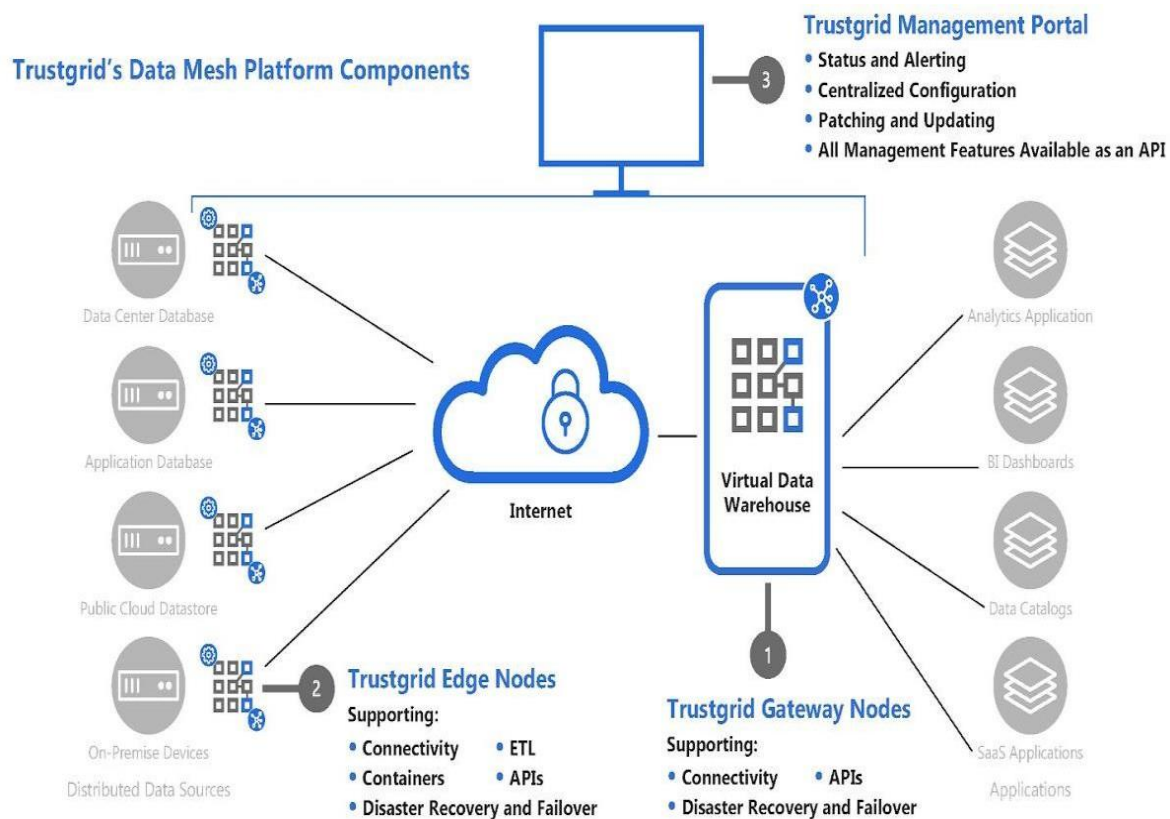 Trustgrid's Data Mesh Platform Components
Trustgrid Management Portal
3
• Status and Alerting
• Centralized Configuration
• Patching and Updating
• All Management Features Available as an API
Data Center Database
Application Database
Public Cloud Datastore
On-Premise Devices
Distributed Data Sources
Internet
Virtual Data
Warehouse
Analytics Application
BI Dashboards
Data Catalogs
SaaS Applications
Applications
2
Trustgrid Edge Nodes
Supporting:
• Connectivity • ETL
• Containers • APIs
• Disaster Recovery and Failover
1
Trustgrid Gateway Nodes
Supporting:
• Connectivity • APIs
• Disaster Recovery and Failover